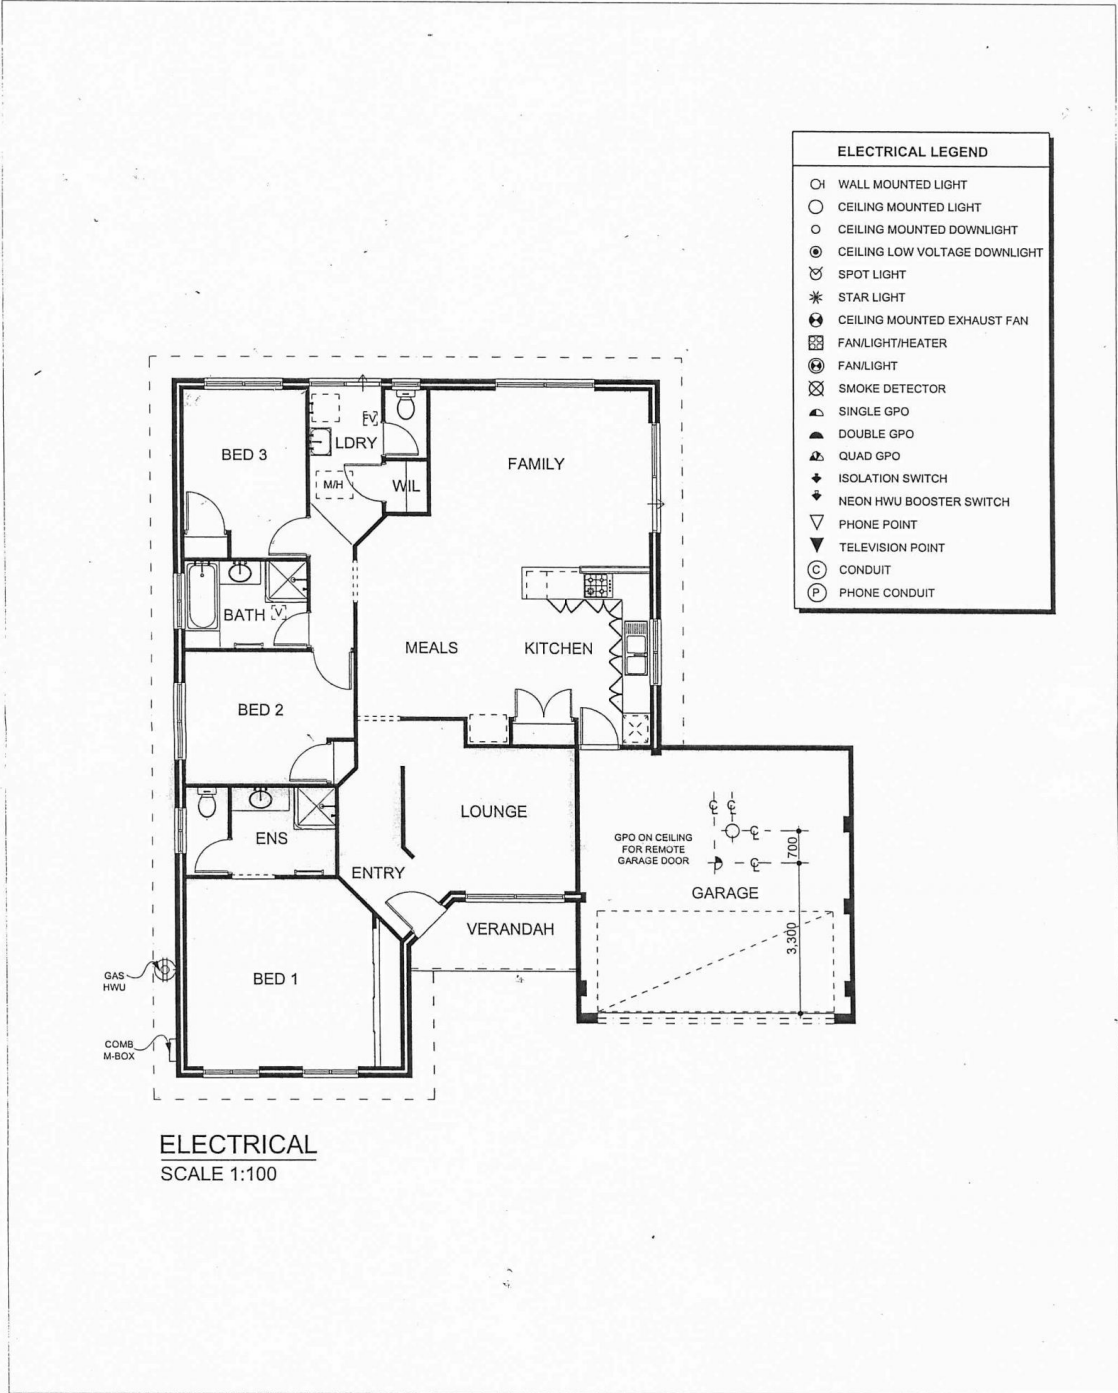 ELECTRICAL LEGEND
WALL MOUNTED LIGHT
CEILING MOUNTED LIGHT
CEILING MOUNTED DOWNLIGHT
CEILING LOW VOLTAGE DOWNLIGHT
SPOT LIGHT
STAR LIGHT
CEILING MOUNTED EXHAUST FAN
FAN/LIGHT/HEATER
FAN/LIGHT
SMOKE DETECTOR
SINGLE GPO
DOUBLE GPO
QUAD GPO
ISOLATION SWITCH
NEON HWU BOOSTER SWITCH
PHONE POINT
TELEVISION POINT
C CONDUIT
P PHONE CONDUIT
BED 3
LDRY
M/H
WIL
FAMILY
BATH
V
MEALS
KITCHEN
BED 2
LOUNGE
ENS
ENTRY
GPO ON CEILING
FOR REMOTE
GARAGE DOOR
700
GARAGE
VERANDAH
3,300
BED 1
GAS
HWU
COMB
M-BOX
ELECTRICAL
SCALE 1:100